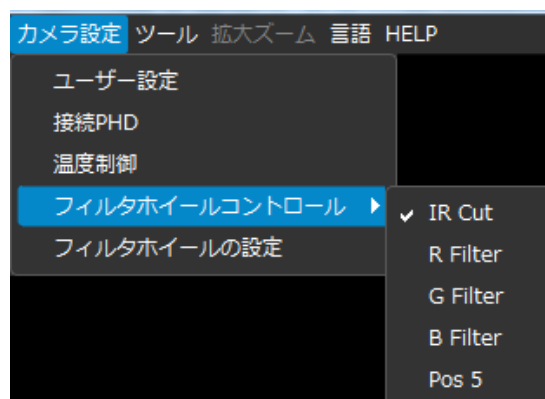 カメラ設定 ツール 拡大ズーム 言語 HELP
ユーザー設定
接続PHD
温度制御
フィルタホイールコントロール
フィルタホイールの設定
IR Cut
R Filter
G Filter
B Filter
Pos 5